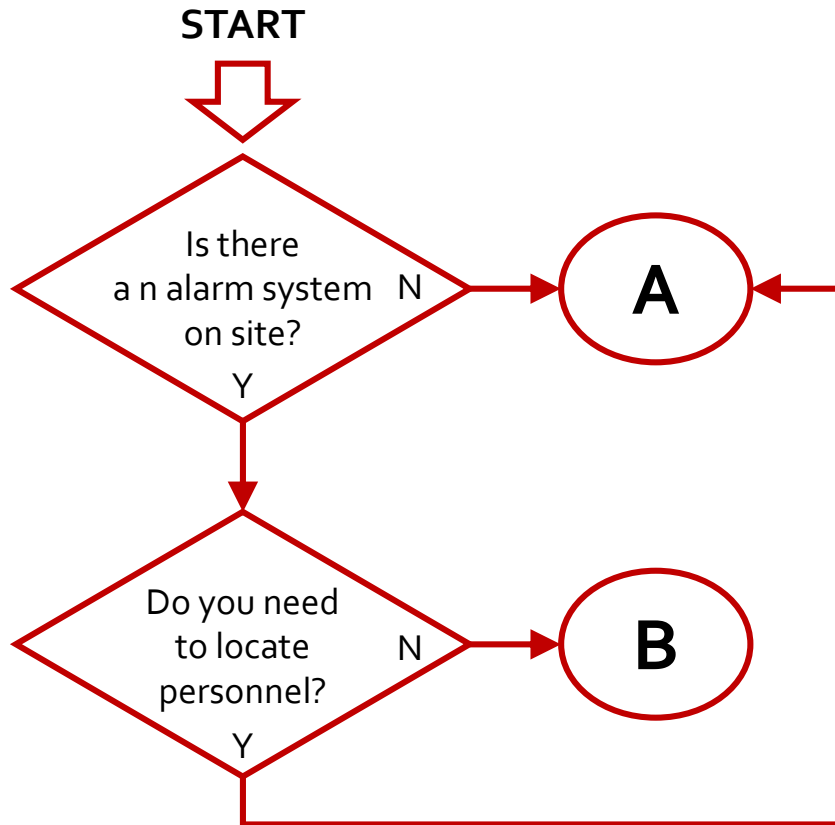 START
Is there
a n alarm system
on site?
N
Y
A
Do you need
to locate
personnel?
N
Y
B